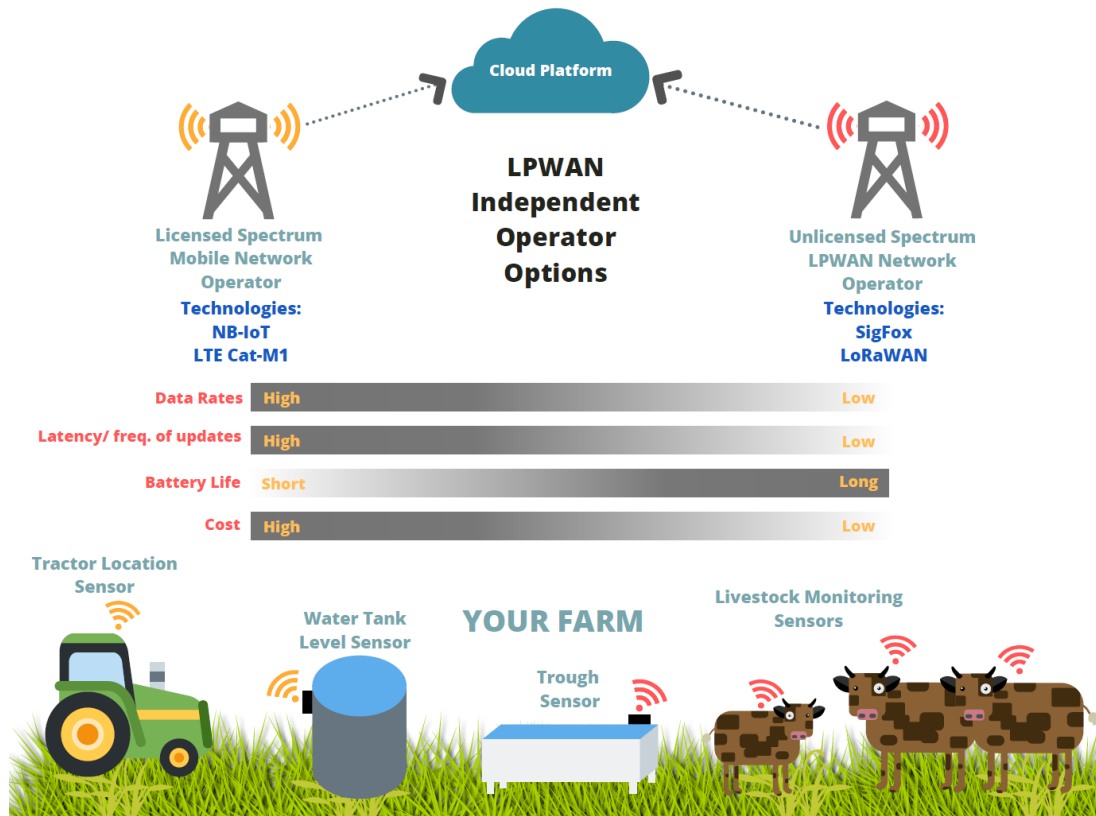 Cloud Platform
LPWAN
Independent
Operator
Options
Licensed Spectrum
Mobile Network
Operator
Technologies:
NB-IoT
LTE Cat-M1
Unlicensed Spectrum
LPWAN Network
Operator
Technologies:
SigFox
LoRaWAN
Data Rates High Low
Latency/ freq. of updates High Low
Battery Life Short Long
Cost High Low
Tractor Location
Sensor
Water Tank
Level Sensor
YOUR FARM
Trough
Sensor
Livestock Monitoring
Sensors